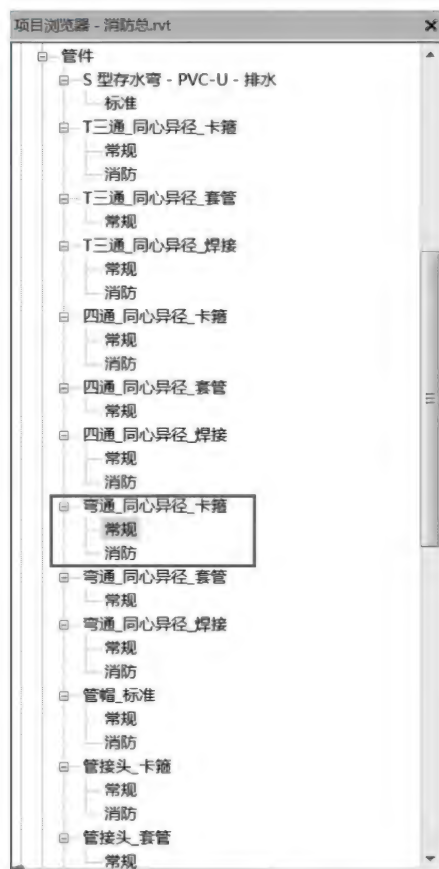 项目浏览器 - 消防总.rvt
管件
S 型存水弯 - PVC-U - 排水
标准
T三通_同心异径_卡箍
常规
消防
T三通_同心异径_套管
常规
T三通_同心异径_焊接
常规
消防
四通_同心异径_卡箍
常规
消防
四通_同心异径_套管
常规
四通_同心异径_焊接
常规
消防
弯通_同心异径_卡箍
常规
消防
弯通_同心异径_套管
常规
弯通_同心异径_焊接
常规
消防
管帽_标准
常规
消防
管接头_卡箍
常规
消防
管接头_套管
常规